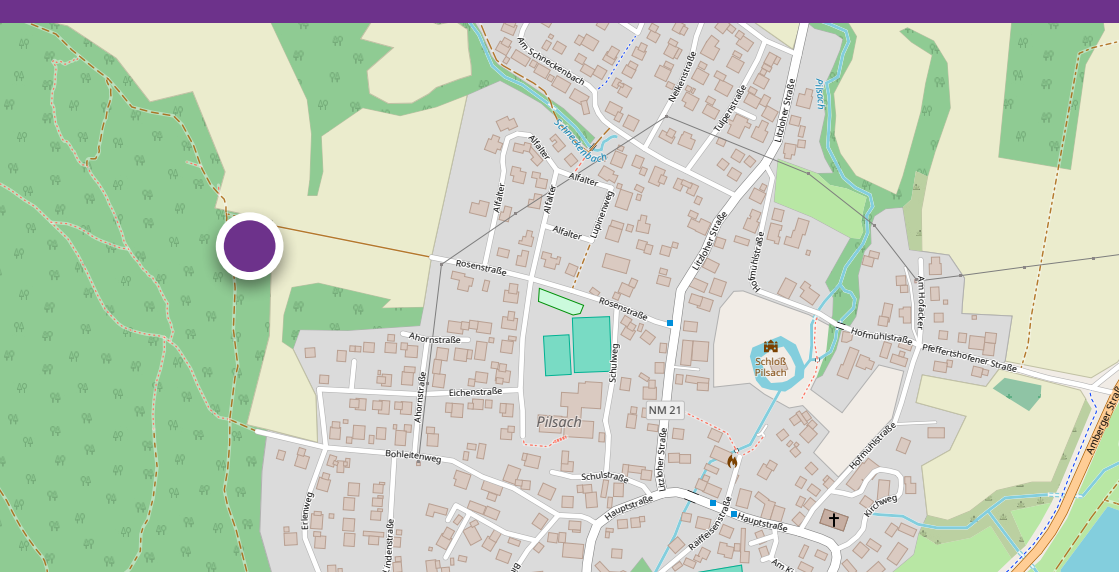 Am Schneckenbach
Nelkenstraße
Tulpenstraße
Litzloher Straße
Pilsach
Schneckenbach
Alfalter
Alfalter
Alfalter
Alfalter
Alfalter
Lupinenweg
Litzloher Straße
Hofmühlstraße
Rosenstraße
Rosenstraße
Am Hofacker
Hofmühlstraße
Pfeffertshofener Straße
Ahornstraße
Schulweg
Schloß
Pilsach
Ahornstraße
Eichenstraße
NM 21
Pilsach
Amberger Straß
Bohleitenweg
Litzloher Straße
Hofmühlstraße
Schulstraße
Hauptstraße
Hauptstraße
Raiffeisenstraße
Kirchweg
Erlenweg
Lindenstraße